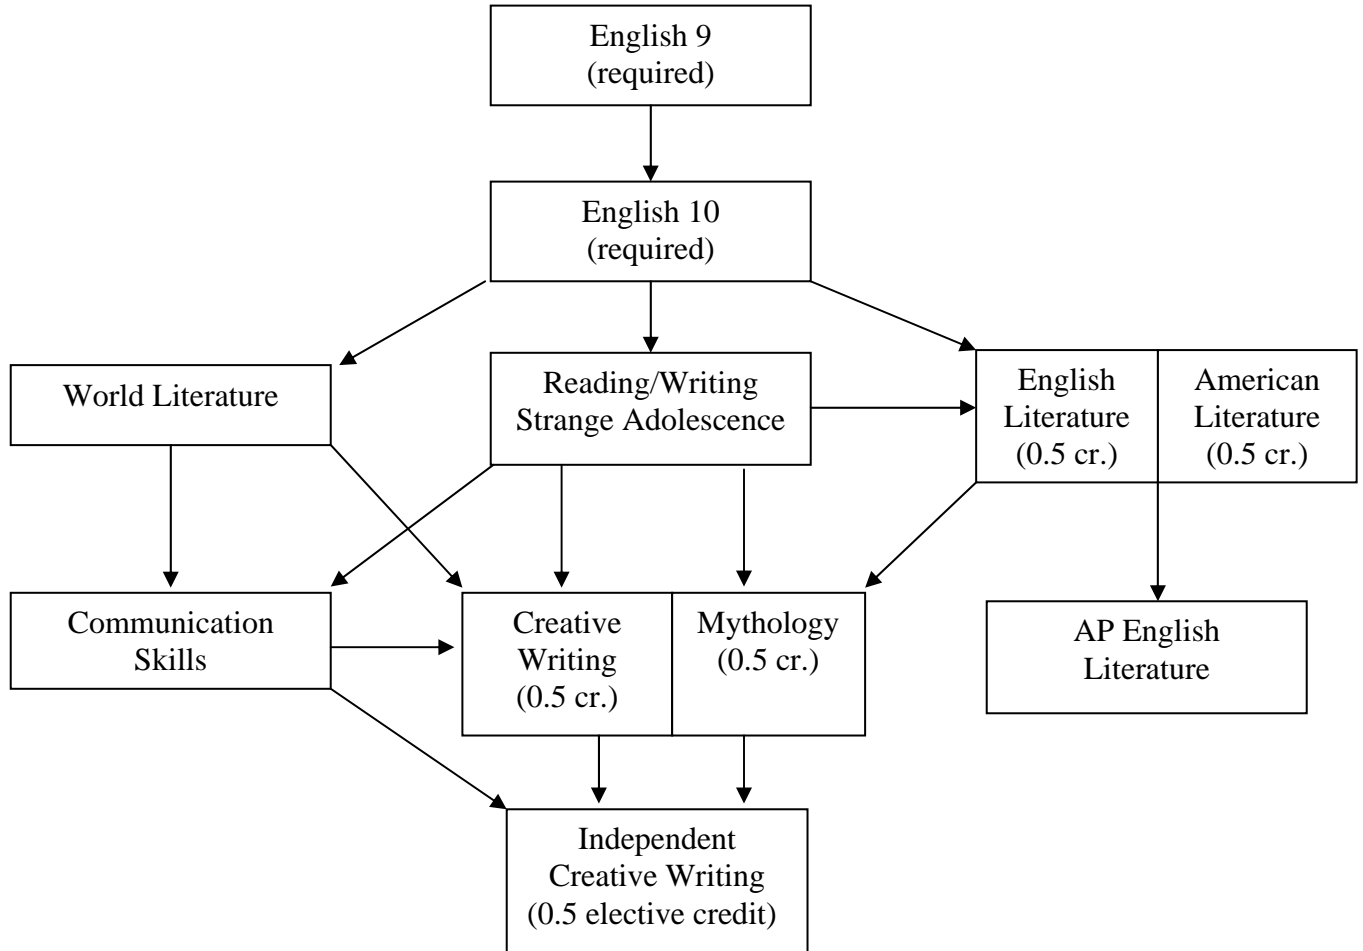 English 9
(required)
English 10
(required)
World Literature
Reading/Writing
Strange Adolescence
English
Literature
(0.5 cr.)
American
Literature
(0.5 cr.)
Communication
Skills
Creative
Writing
(0.5 cr.)
Mythology
(0.5 cr.)
AP English
Literature
Independent
Creative Writing
(0.5 elective credit)